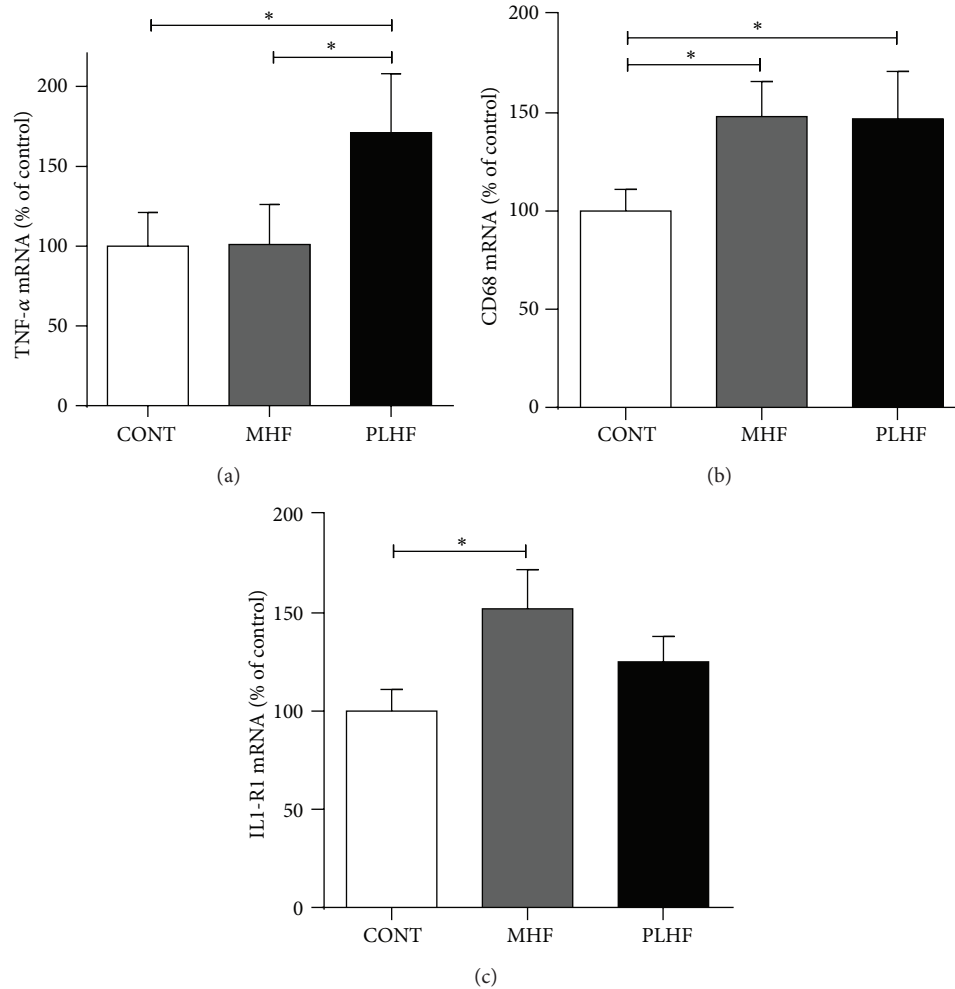 *
*
200
150
100
50
0
TNF-α mRNA (% of control)
CONT MHF PLHF
(a)
200
150
100
50
0
*
*
CD68 mRNA (% of control)
CONT MHF PLHF
(b)
200
150
100
50
0
*
IL1-R1 mRNA (% of control)
CONT MHF PLHF
(c)